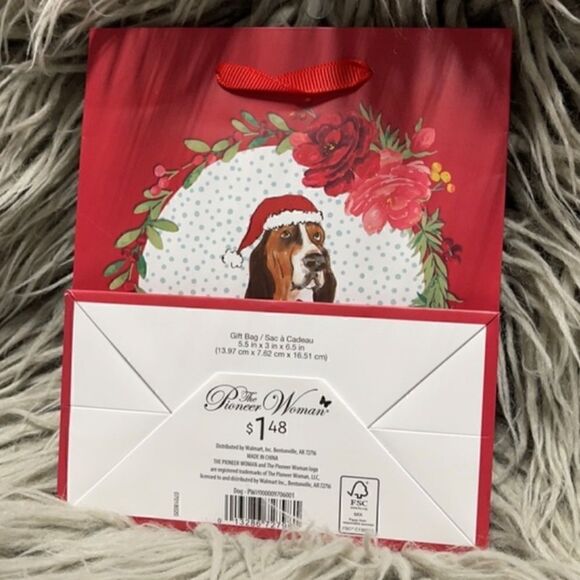 Gift Bag / Sac à Cadeau
5.5 in x 3 in x 6.5 in
(13.97 cm x 7.62 cm x 16.51 cm)
The
Pioneer Woman
$1.48
Distributed by Walmart, Inc. Bentonville, AR 72716
MADE IN CHINA
THE PIONEER WOMAN and The Pioneer Woman logo
are registered trademarks of The Pioneer Woman, LLC,
licensed to and distributed by Walmart Inc., Bentonville, AR 72716
Dog - PWJY000009706001
FSC
MIX